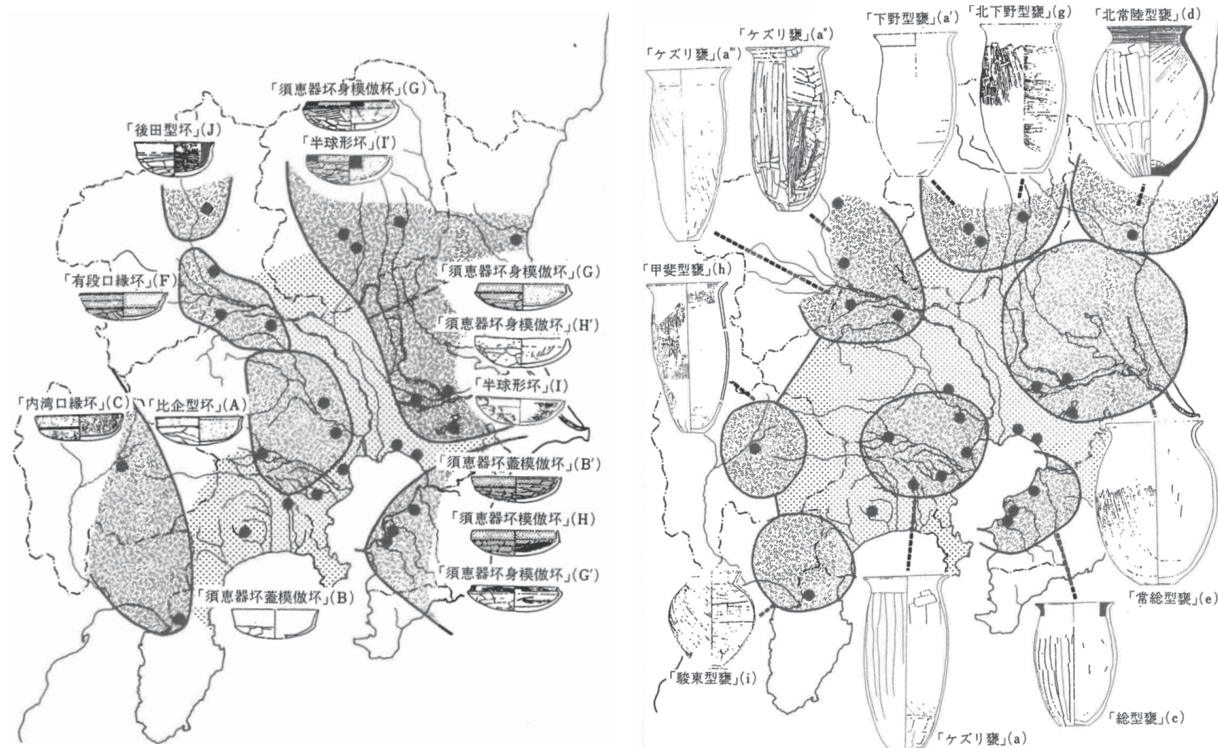 「須恵器坏身模倣杯」(G)
「後田型坏」(J)
「半球形坏」(I')
「有段口縁坏」(F)
「須恵器坏身模倣坏」(G)
「須恵器坏身模倣坏」(H')
「半球形坏」(I)
「内湾口縁坏」(C)
「比企型坏」(A)
「須恵器坏蓋模倣坏」(B')
「須恵器坏身模倣坏」(H)
「須恵器坏身模倣坏」(G')
「須恵器坏蓋模倣坏」(B)
「ケズリ甕」(a''')
「ケズリ甕」(a'')
「下野型甕」(a')
「北下野型甕」(g)
「北常陸型甕」(d)
「甲斐型甕」(h)
「常総型甕」(e)
「駿東型甕」(i)
「総型甕」(c)
「ケズリ甕」(a)